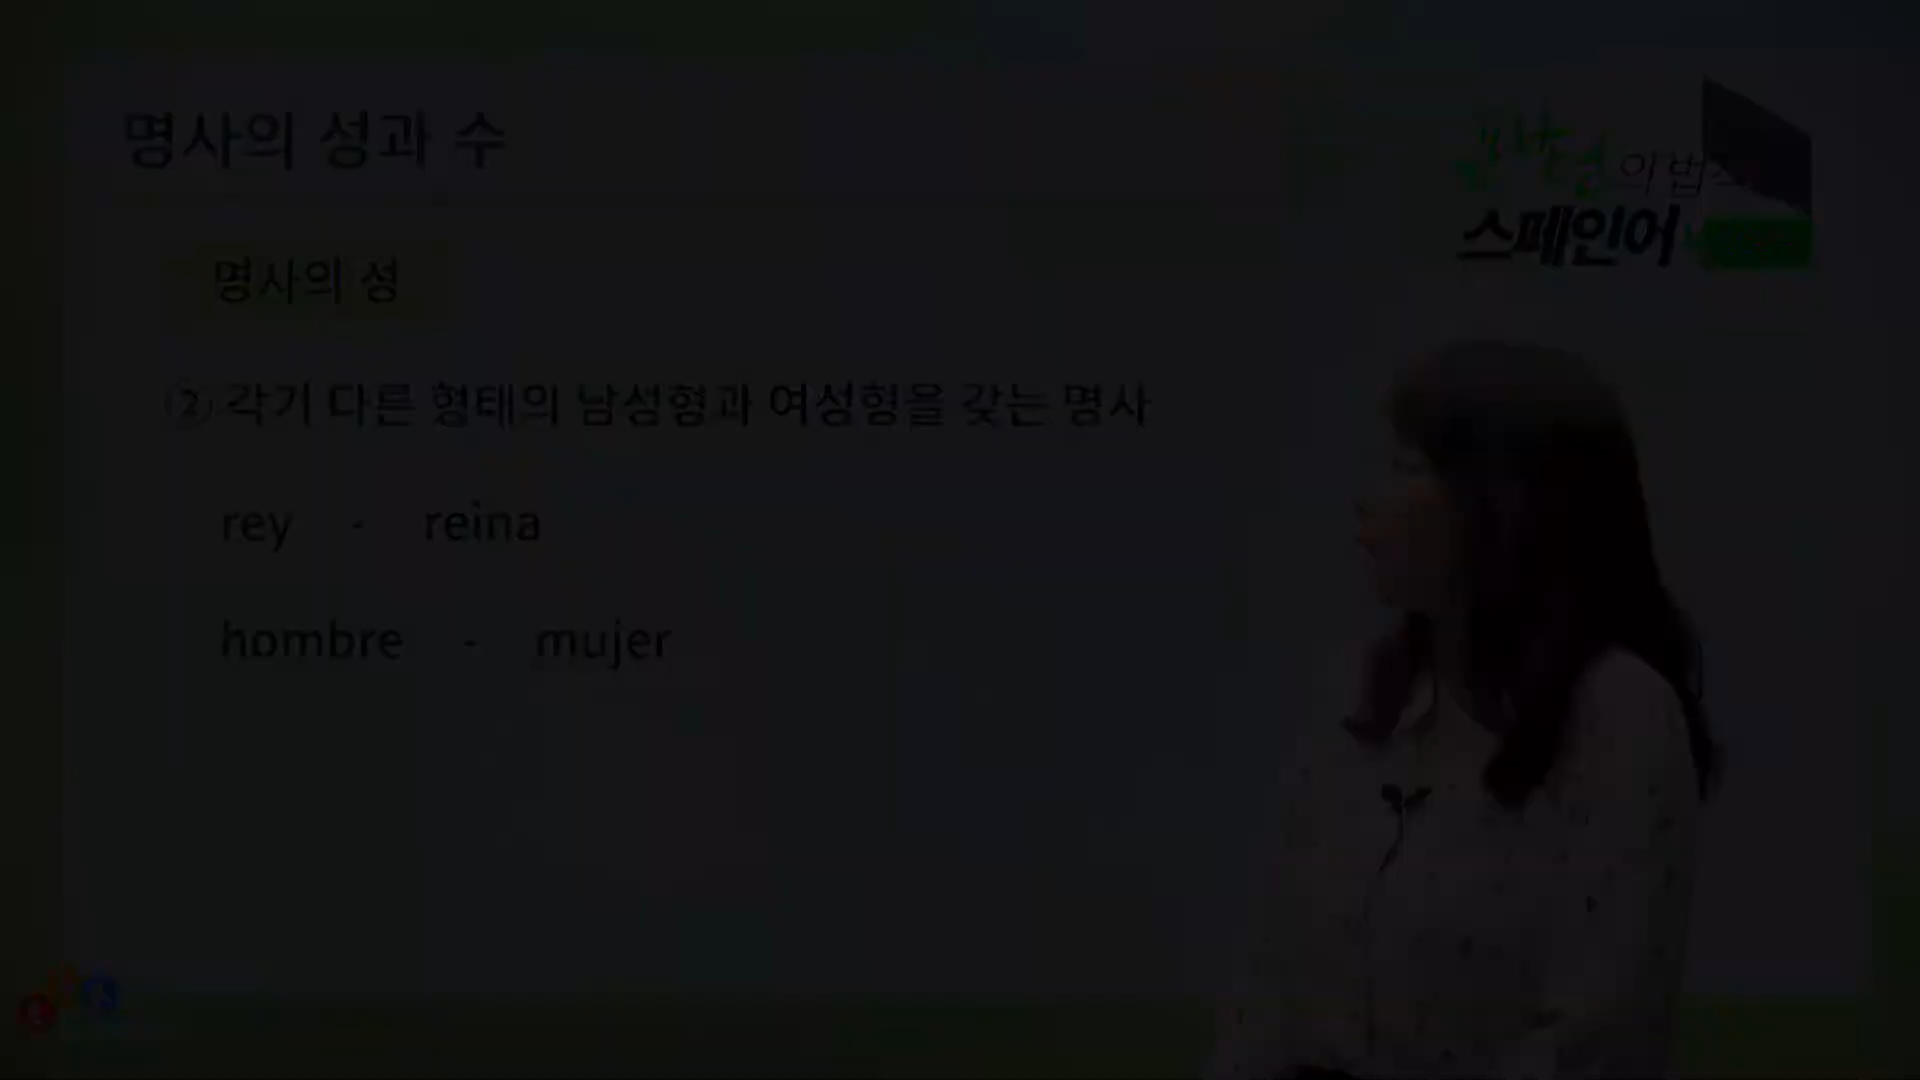 명사의 성과 수
의 법
스페인어
명사의 성
② 각기 다른 형태의 남성형과 여성형을 갖는 명사
rey - reina
hombre - mujer